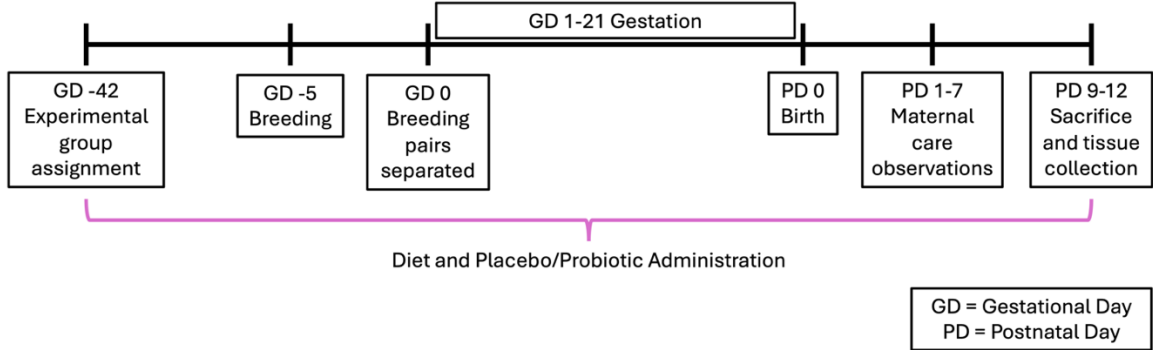 GD 1-21 Gestation
GD -42
Experimental
group
assignment
GD -5
Breeding
GD 0
Breeding
pairs
separated
PD 0
Birth
PD 1-7
Maternal
care
observations
PD 9-12
Sacrifice
and tissue
collection
Diet and Placebo/Probiotic Administration
GD = Gestational Day
PD = Postnatal Day